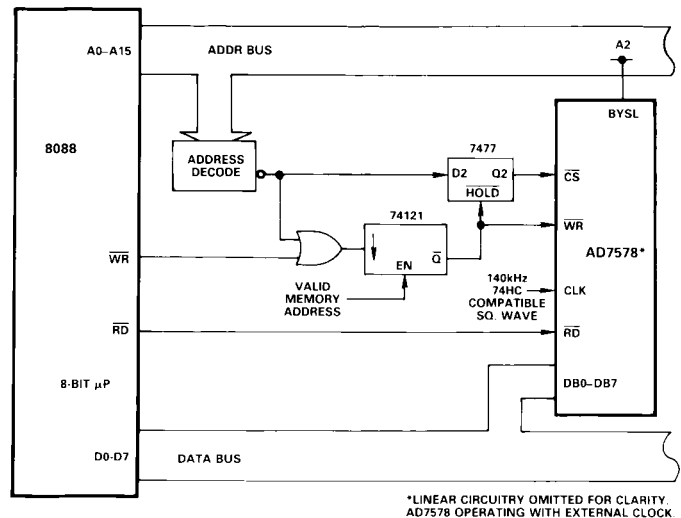 A0–A15
ADDR BUS
A2
BYSL
8088
ADDRESS
DECODE
7477
D2
Q2
HOLD
CS
74121
WR
AD7578*
WR
EN
Q
VALID
MEMORY
ADDRESS
140kHz
74HC
COMPATIBLE
SQ. WAVE
CLK
RD
RD
8-BIT μP
DB0–DB7
D0-D7
DATA BUS
*LINEAR CIRCUITRY OMITTED FOR CLARITY.
AD7578 OPERATING WITH EXTERNAL CLOCK.